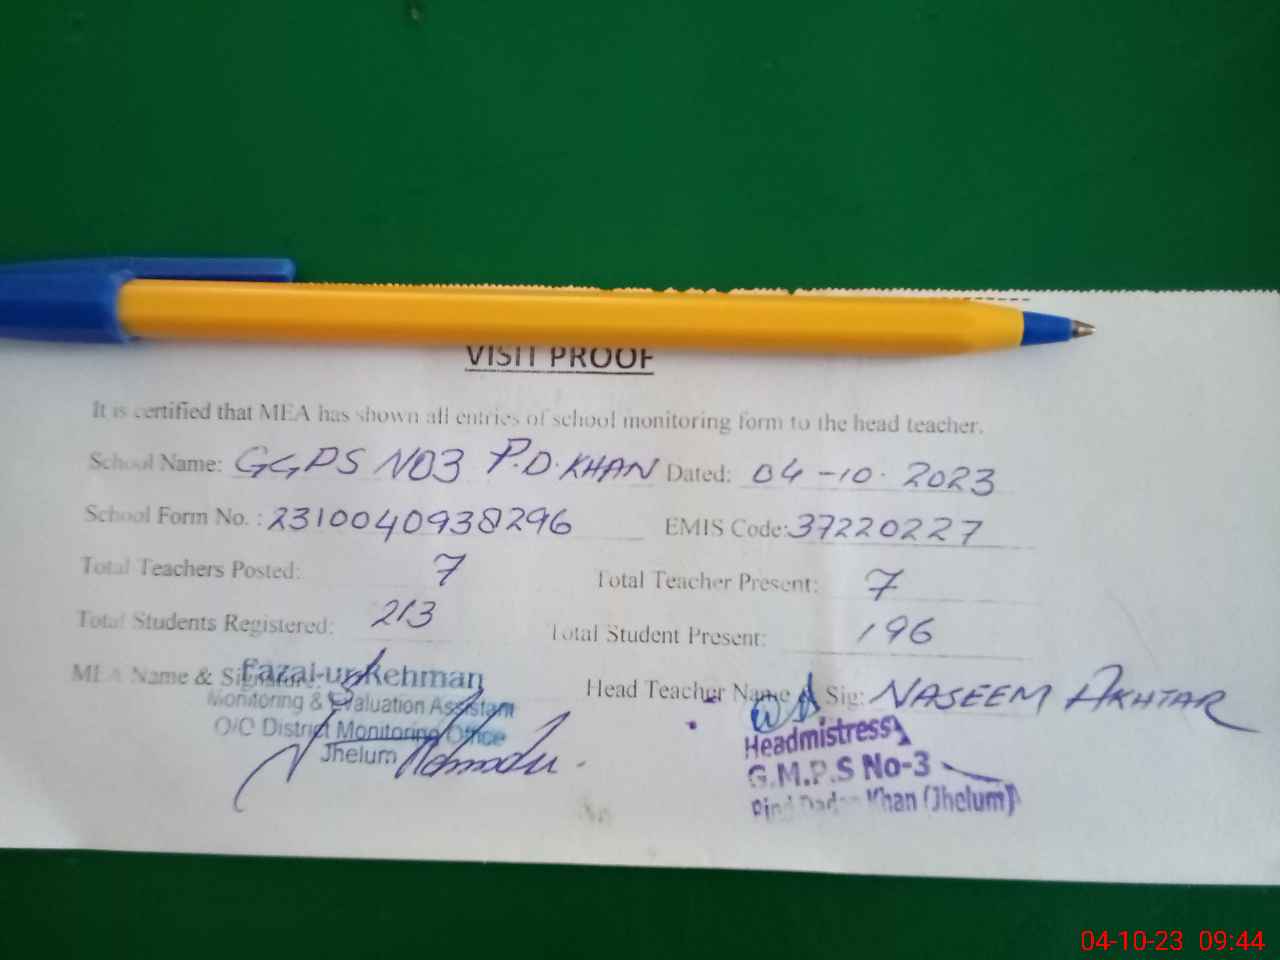 VISIT PROOF
It is certified that MEA has shown all entries of school monitoring form to the head teacher.
School Name: GGPS NO3 P.D.KHAN Dated: 04-10-2023
School Form No. : 2310040938296 EMIS Code: 37220227
Total Teachers Posted: 7 Total Teacher Present: 7
Total Students Registered: 213 Total Student Present: 196
MEA Name & Signature: Head Teacher Name & Sig: NASEEM AKHTAR
Fazal-ur-Rehman
Monitoring & Evaluation Assistant
O/O District Monitoring Office
Jhelum
Headmistress
G.M.P.S No-3
Pind Dadan Khan (Jhelum)
04-10-23 09:44